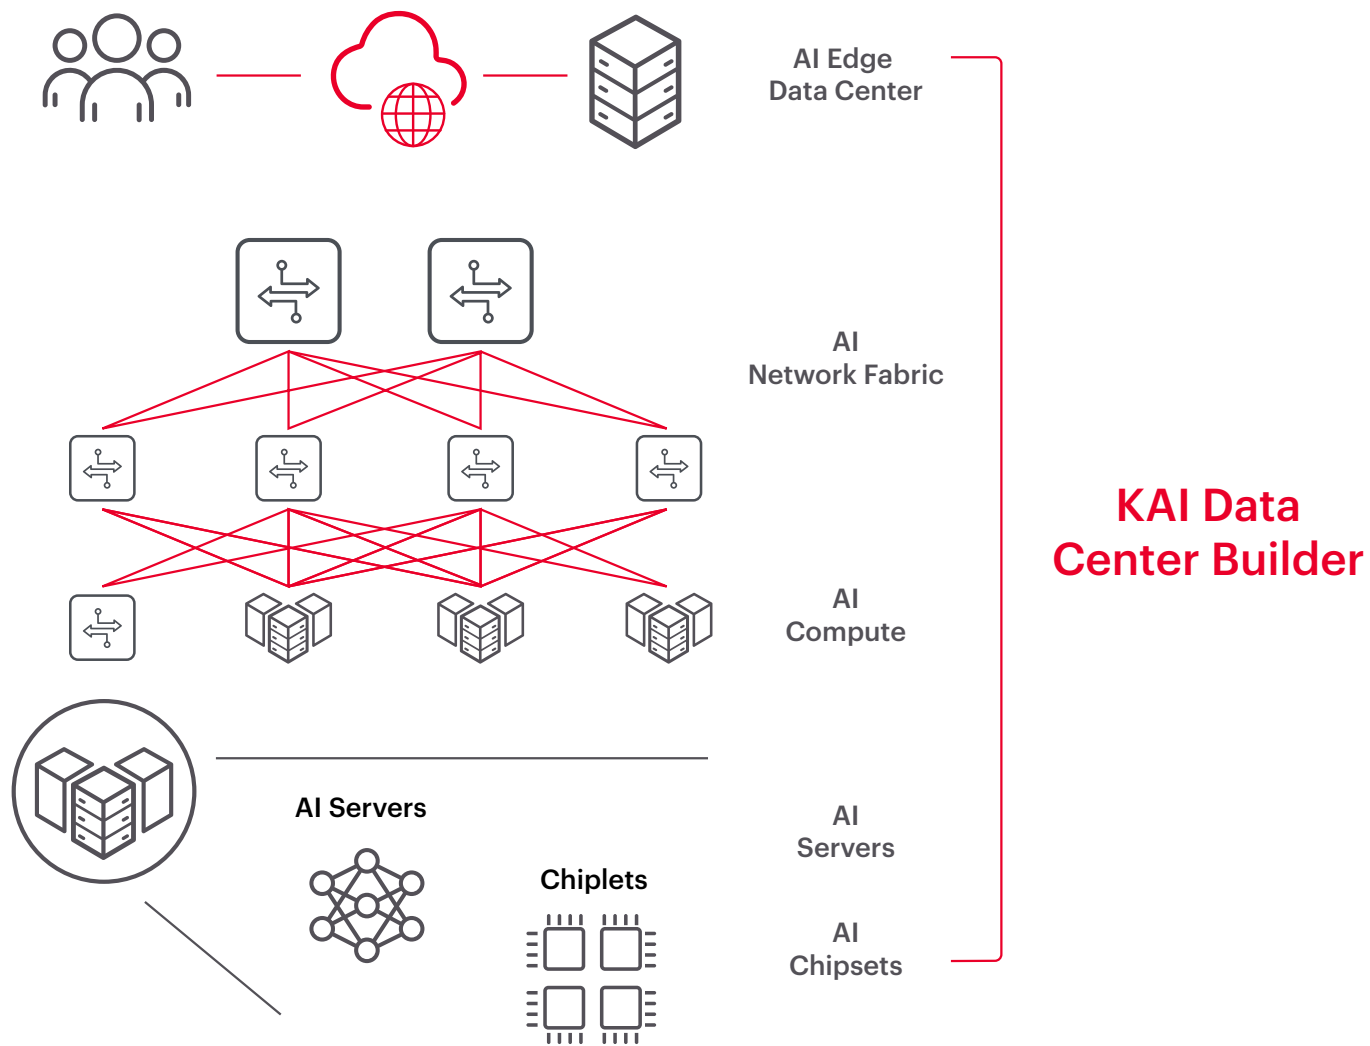 AI Edge
Data Center
AI
Network Fabric
KAI Data
Center Builder
AI
Compute
AI Servers
AI
Servers
Chiplets
AI
Chipsets